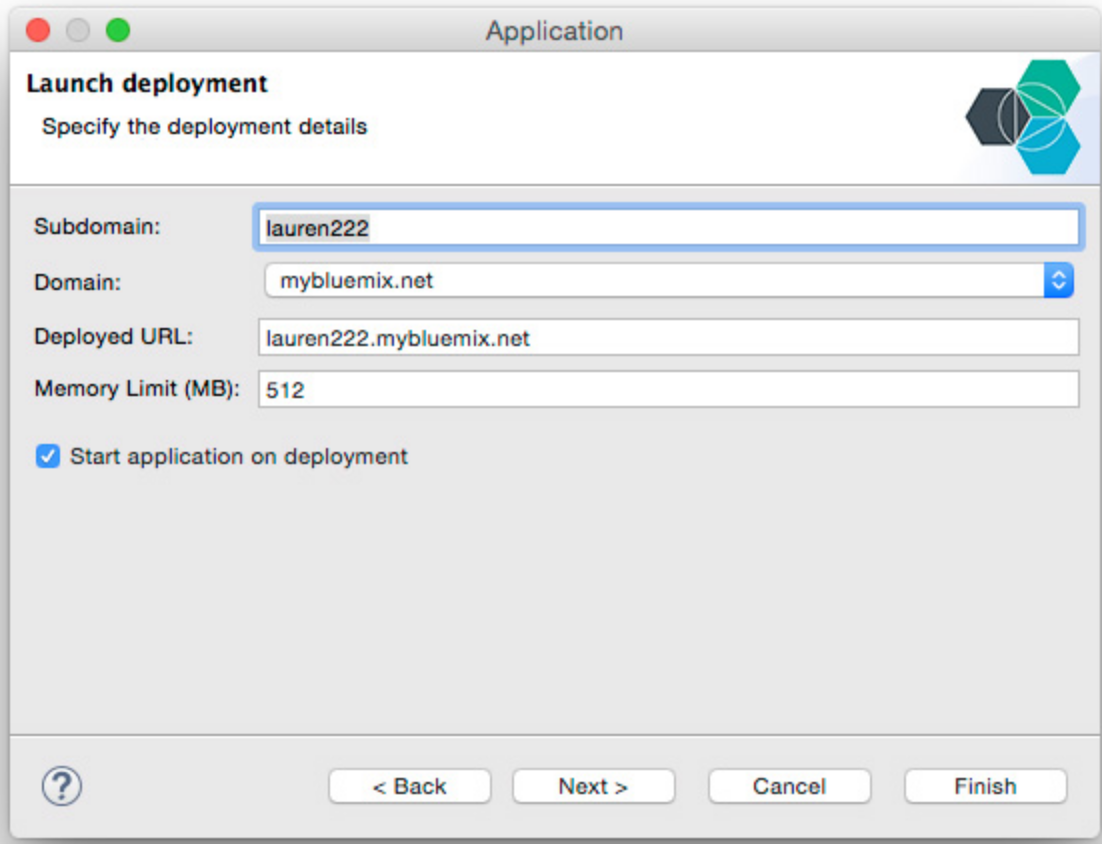 Application
Launch deployment
Specify the deployment details
Subdomain: lauren222
Domain: mybluemix.net
Deployed URL: lauren222.mybluemix.net
Memory Limit (MB): 512
Start application on deployment
? < Back Next > Cancel Finish